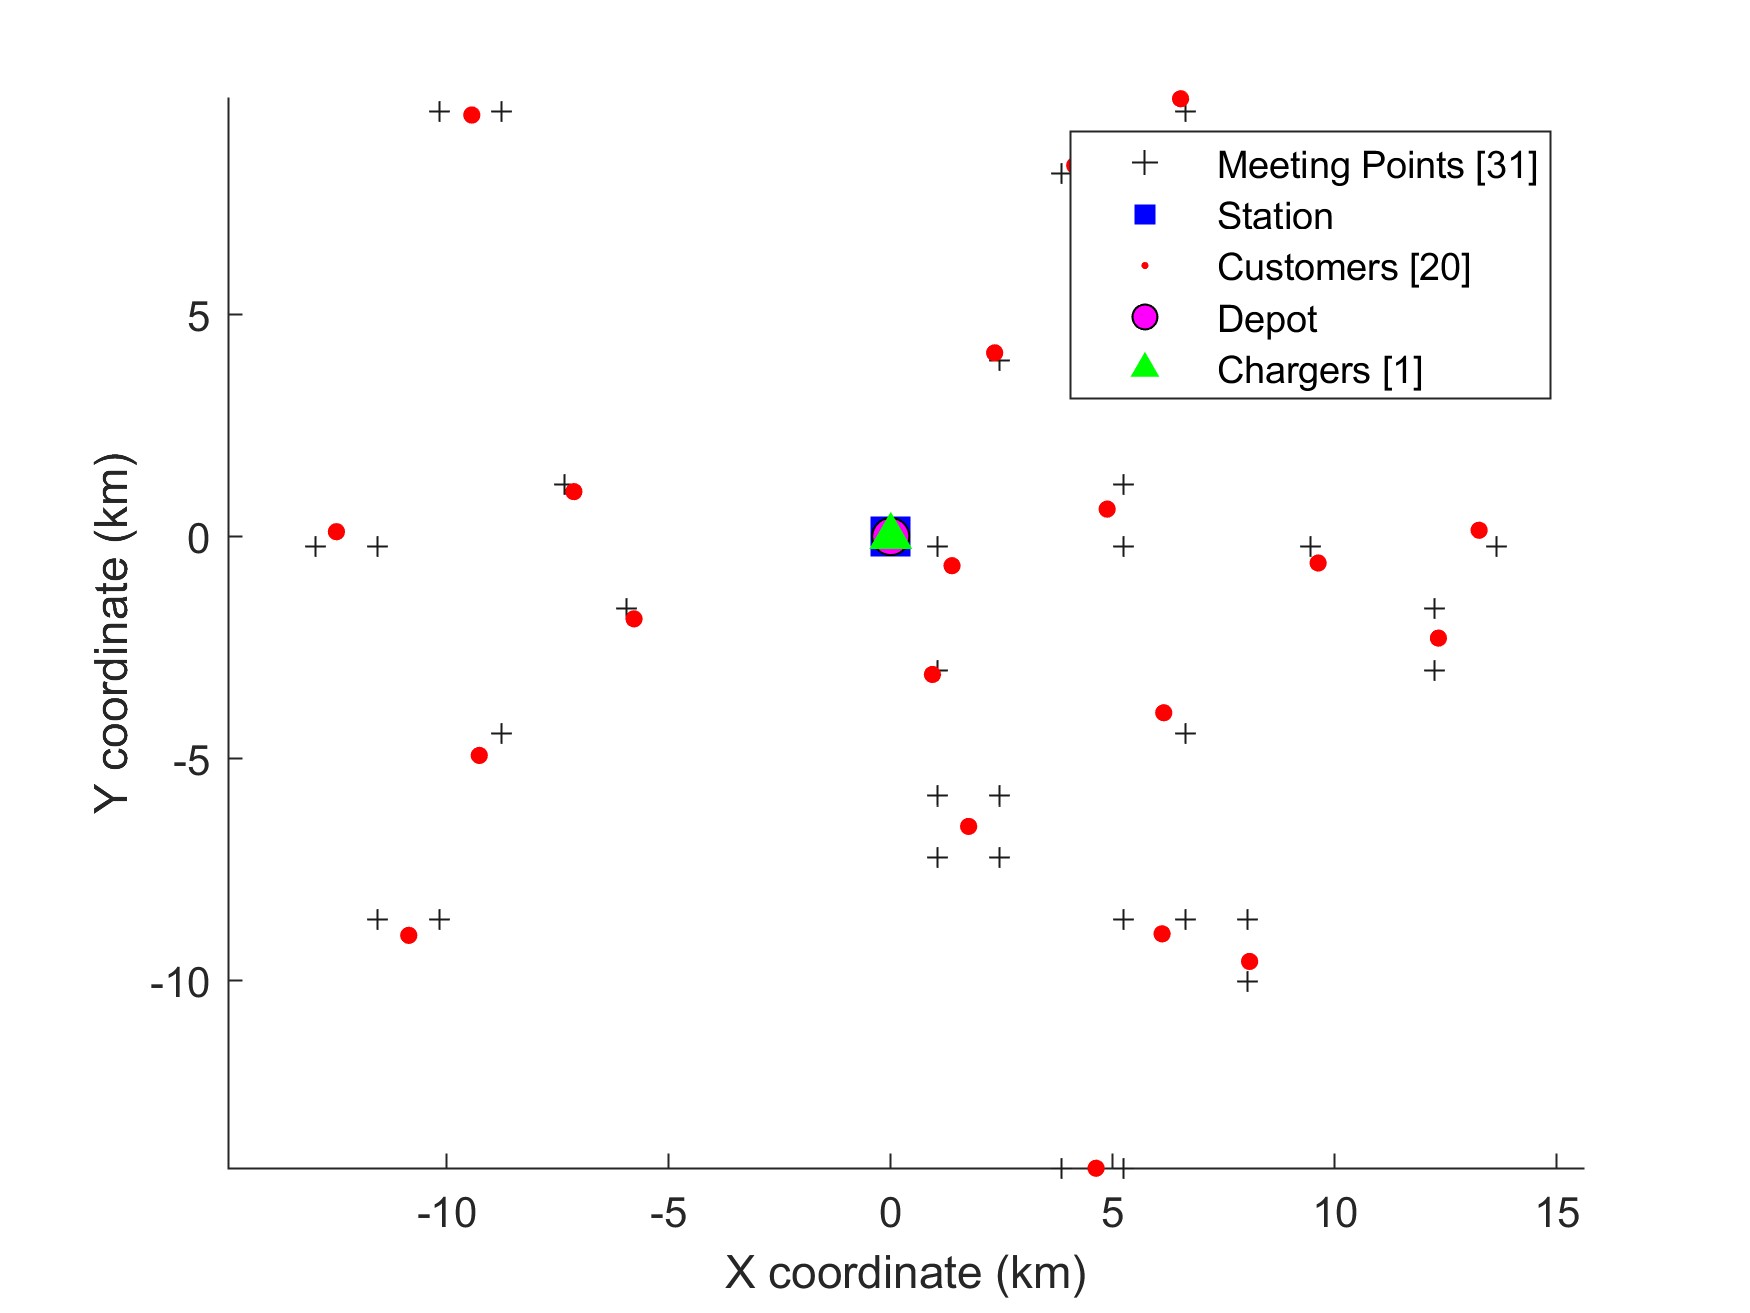 Meeting Points [31]
Station
Customers [20]
Depot
Chargers [1]
5
0
-5
-10
Y coordinate (km)
-10
-5
0
5
10
15
X coordinate (km)